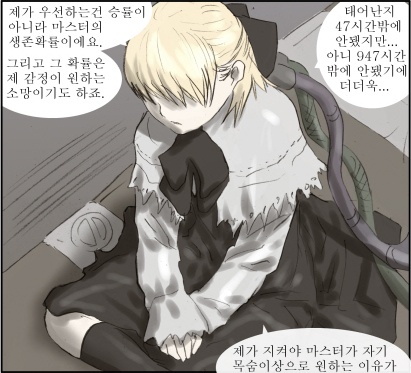 제가 우선하는건 승률이
아니라 마스터의
생존확률이에요.
그리고 그 확률은
제 감정이 원하는
소망이기도 하죠.
태어난지
47시간밖에
안됐지만...
아니 947시간
밖에 안됐기에
더더욱...
제가 지켜야 마스터가 자기
목숨이상으로 원하는 이유가